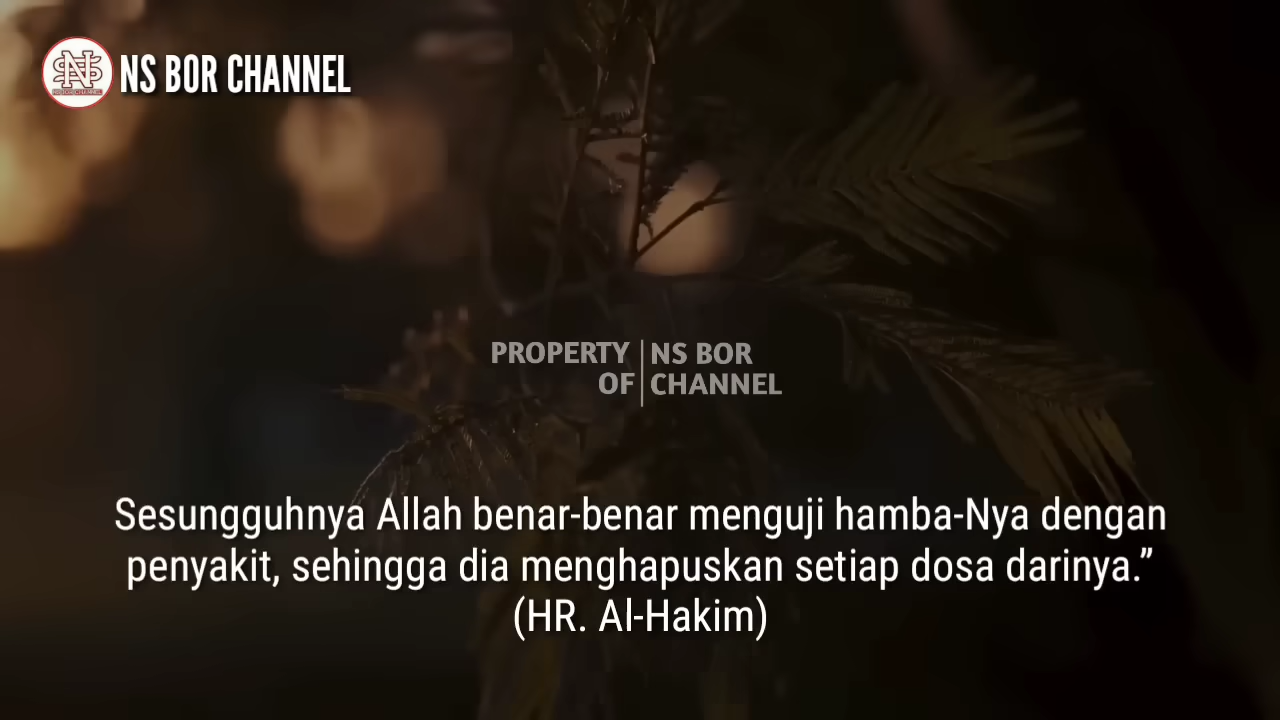 NS BOR CHANNEL
PROPERTY OF
NS BOR CHANNEL
Sesungguhnya Allah benar-benar menguji hamba-Nya dengan
penyakit, sehingga dia menghapuskan setiap dosa darinya.”
(HR. Al-Hakim)